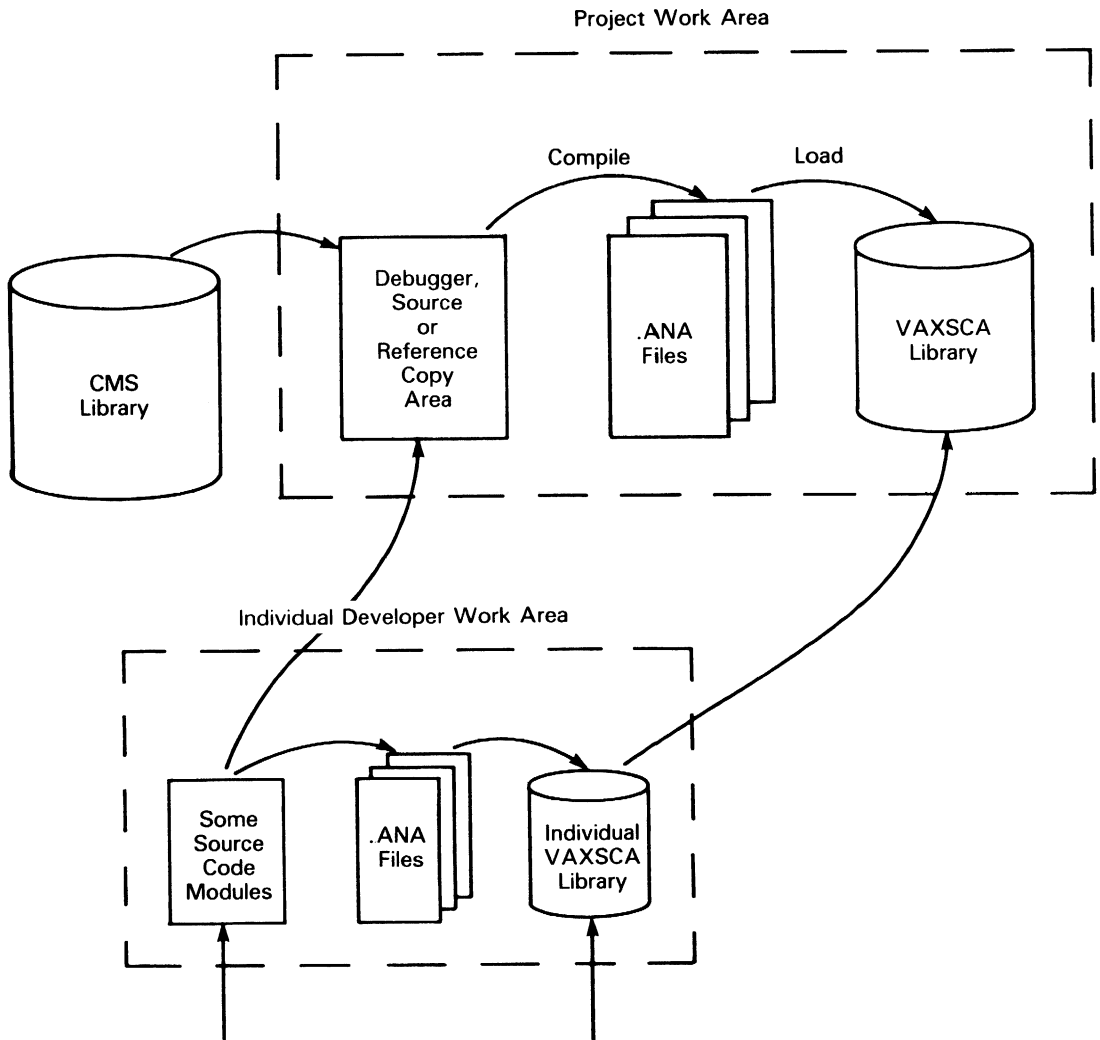 Project Work Area
Compile
Load
CMS
Library
Debugger,
Source
or
Reference
Copy
Area
.ANA
Files
VAXSCA
Library
Individual Developer Work Area
Some
Source
Code
Modules
.ANA
Files
Individual
VAXSCA
Library